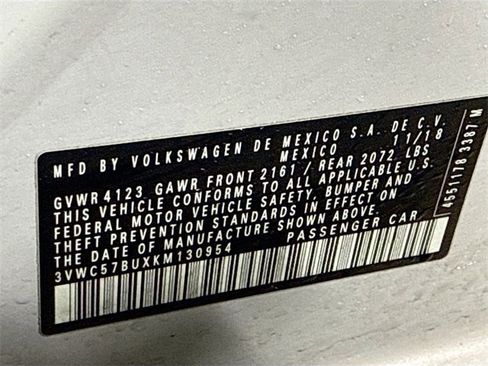 MFD BY VOLKSWAGEN DE MEXICO S.A. DE C.V.
MEXICO 11/18
GVWR 4123 GAWR FRONT 2161 / REAR 2072 LBS
THIS VEHICLE CONFORMS TO ALL APPLICABLE U.S.
FEDERAL MOTOR VEHICLE SAFETY, BUMPER AND
THEFT PREVENTION STANDARDS IN EFFECT ON
THE DATE OF MANUFACTURE SHOWN ABOVE.
3VWC57BUXKM130954 PASSENGER CAR
4551178 3387 M